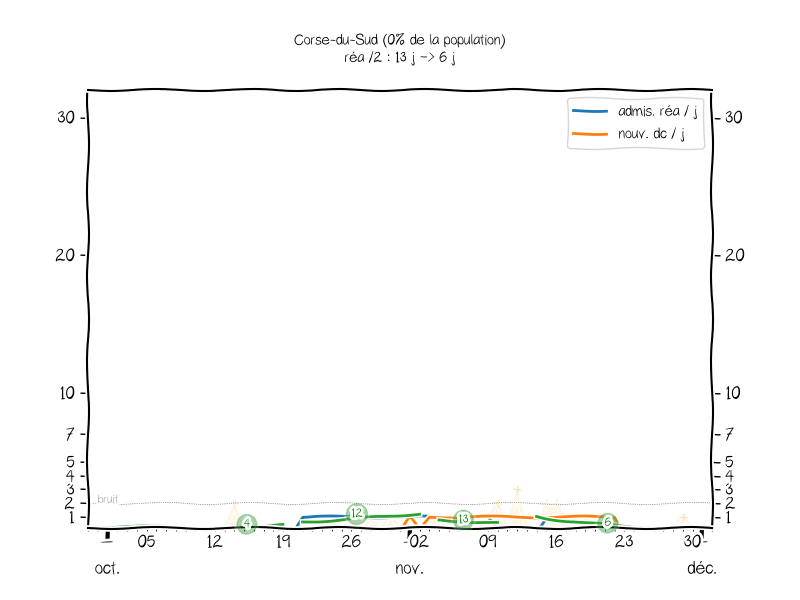 Corse-du-Sud (0% de la population)
réa /2 : 13 j -> 6 j
admis. réa / j
nouv. dc / j
30 30
20 20
10 10
7 7
5 5
4 4
3 3
2 bruit 2
1 1
4 12 13 6
05 12 19 26 02 09 16 23 30
oct. nov. déc.